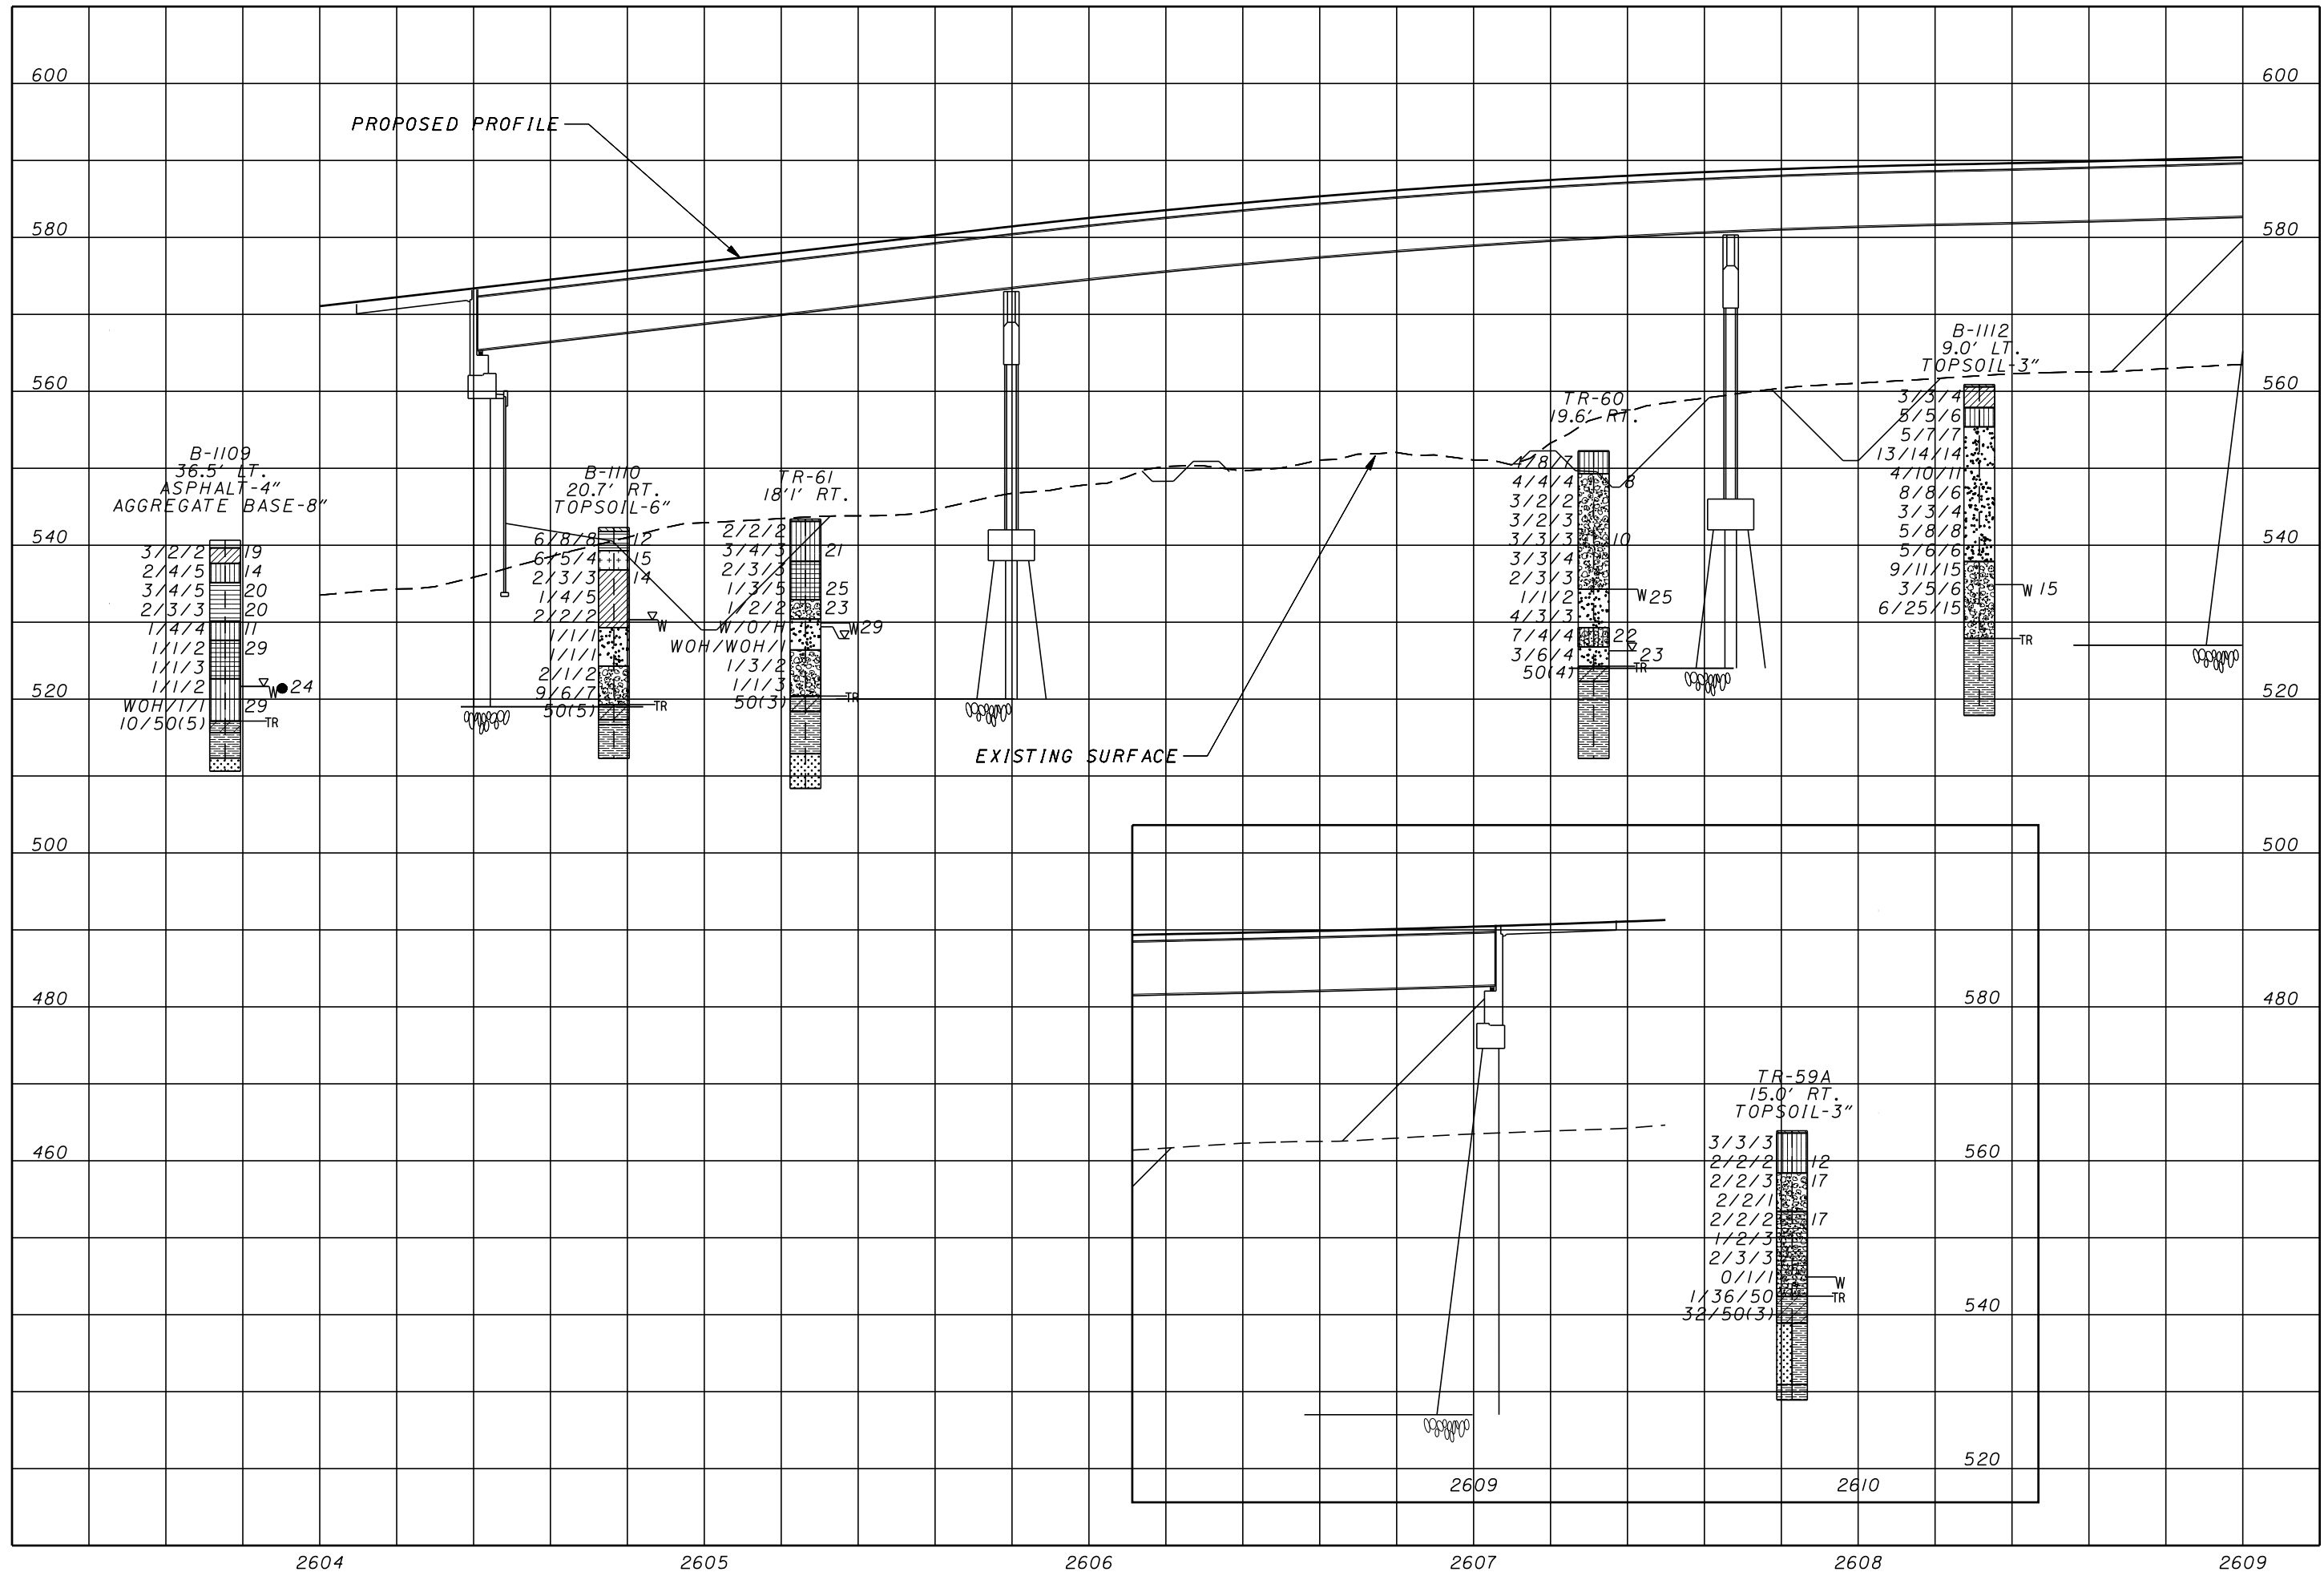 600
600
PROPOSED PROFILE
580
580
560
560
B-1109
36.5' LT.
ASPHALT-4"
AGGREGATE BASE-8"
540
540
3/2/2 19
2/4/5 14
3/4/5 20
2/3/3 20
1/4/4 11
1/1/2 29
1/1/3
1/1/2 W 24
WOH/1/1 29
10/50(5) TR
B-1110
20.7' RT.
TOPSOIL-6"
6/8/8 12
6/5/4 15
2/3/3 14
1/4/5
2/2/2 W
1/1/1
1/1/1
2/1/2
9/6/7
50(5) TR
TR-61
18'1' RT.
2/2/2
3/4/3 21
2/3/3
1/3/5 25
1/2/2 23
W/O/H W 29
WOH/WOH/1
1/3/2
1/1/3
50(3) TR
TR-60
19.6' RT.
4/8/7
4/4/4 8
3/2/2
3/2/3
3/3/3 10
3/3/4
2/3/3
1/1/2 W 25
4/3/3
7/4/4 22
3/6/4 23
50(4) TR
B-1112
9.0' LT.
TOPSOIL-3"
3/3/4
5/5/6
5/7/7
13/14/14
4/10/11
8/8/6
3/3/4
5/8/8
5/6/6
9/11/15
3/5/6 W 15
6/25/15
TR
520
520
EXISTING SURFACE
500
500
480
480
460
580
TR-59A
15.0' RT.
TOPSOIL-3"
3/3/3
2/2/2 12
2/2/3 17
2/2/1
2/2/2 17
1/2/3
2/3/3
0/1/1 W
1/36/50 TR
32/50(3)
560
540
520
2609
2610
2604
2605
2606
2607
2608
2609